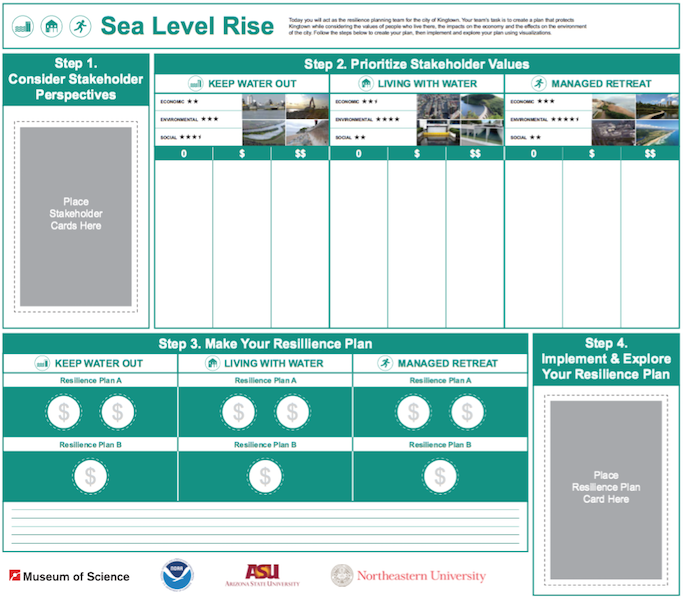 Sea Level Rise
Today you will act as the resilience planning team for the city of Kingtown. Your team's task is to create a plan that protects
Kingtown while considering the values of people who live there, the impacts on the economy and the effects on the environment
of the city. Follow the steps below to create your plan, then implement and explore your plan using visualizations.
Step 1.
Consider Stakeholder
Perspectives
Place
Stakeholder
Cards Here
Step 2. Prioritize Stakeholder Values
KEEP WATER OUT
ECONOMIC ★★
ENVIRONMENTAL ★★★
SOCIAL ★★★⯨
0 $ $$
LIVING WITH WATER
ECONOMIC ★★⯨
ENVIRONMENTAL ★★★★
SOCIAL ★★
0 $ $$
MANAGED RETREAT
ECONOMIC ★★★
ENVIRONMENTAL ★★★★⯨
SOCIAL ★★
0 $ $$
Step 3. Make Your Resillience Plan
KEEP WATER OUT
Resilience Plan A
$ $
Resilience Plan B
$
LIVING WITH WATER
Resilience Plan A
$ $
Resilience Plan B
$
MANAGED RETREAT
Resilience Plan A
$ $
Resilience Plan B
$
Step 4.
Implement & Explore
Your Resilience Plan
Place
Resilience Plan
Card Here
Museum of Science
NOAA
ASU
ARIZONA STATE UNIVERSITY
Northeastern University